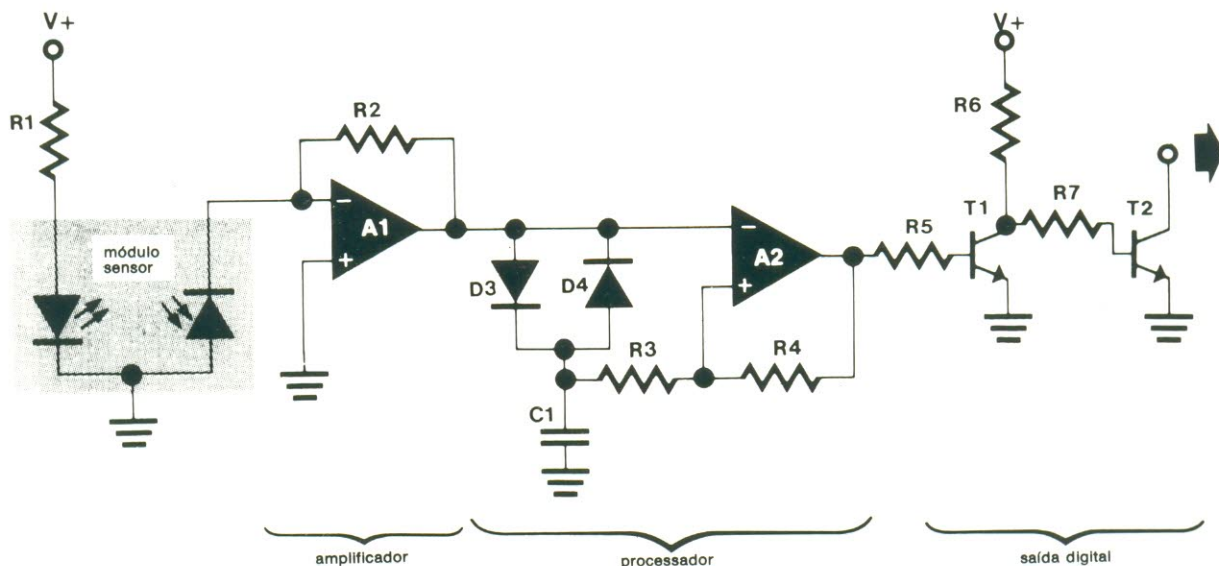 V+
R1
módulo
sensor
R2
−
A1
+
D3
D4
C1
R3
−
A2
+
R4
R5
V+
R6
T1
R7
T2
amplificador
processador
saída digital